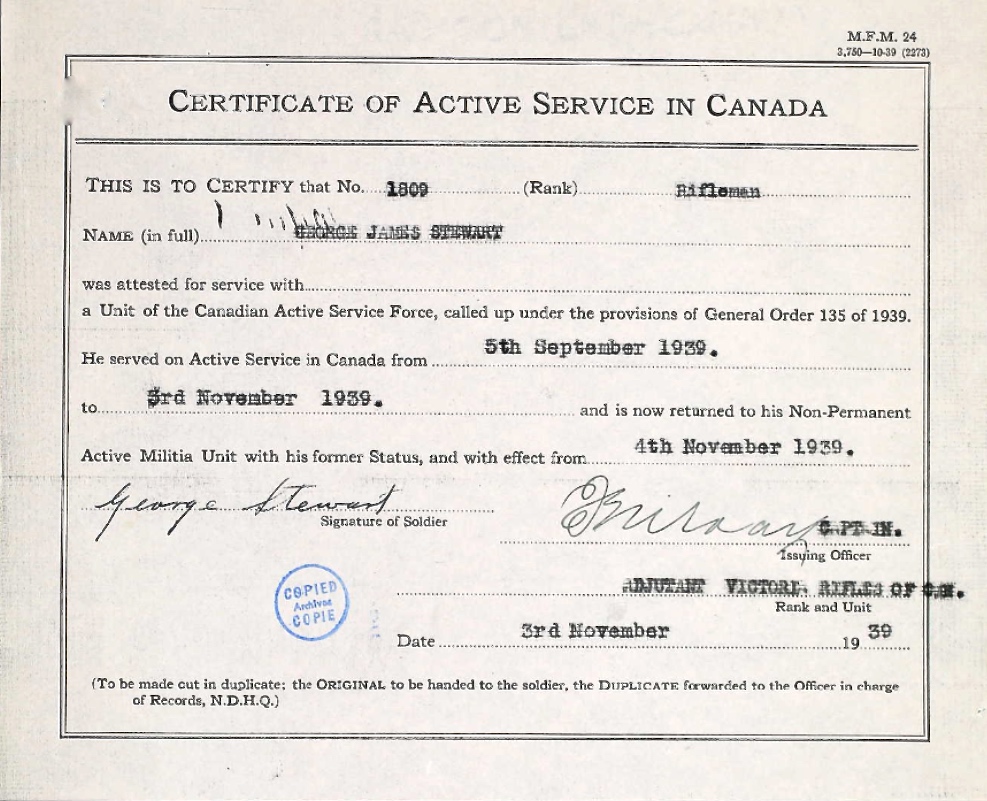 M.F.M. 24
3,750—10-39 (2273)
CERTIFICATE OF ACTIVE SERVICE IN CANADA
THIS IS TO CERTIFY that No. 1809 (Rank) Rifleman
NAME (in full) GEORGE JAMES STEWART
was attested for service with
a Unit of the Canadian Active Service Force, called up under the provisions of General Order 135 of 1939.
He served on Active Service in Canada from 5th September 1939.
to 3rd November 1939. and is now returned to his Non-Permanent
Active Militia Unit with his former Status, and with effect from 4th November 1939.
George Stewart
Signature of Soldier
Issuing Officer
ADJUTANT VICTORIA RIFLES OF
Rank and Unit
COPIED
Archives
COPIE
Date 3rd November 19 39
(To be made out in duplicate; the ORIGINAL to be handed to the soldier, the DUPLICATE forwarded to the Officer in charge
of Records, N.D.H.Q.)